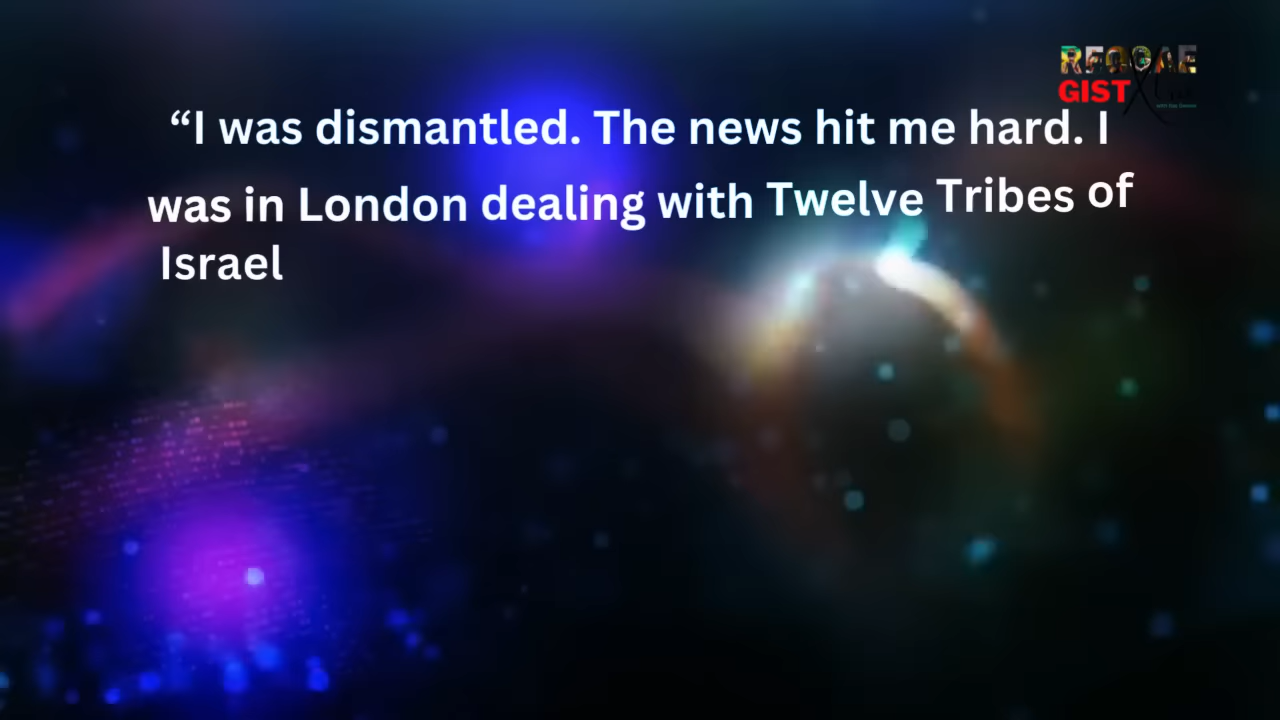 REGGAE
GIST
“I was dismantled. The news hit me hard. I
was in London dealing with Twelve Tribes of
Israel